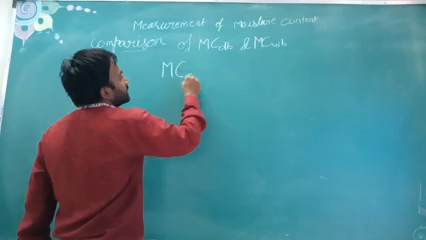 Measurement of Moisture Content
Comparison of MCdb & MCwb
MC